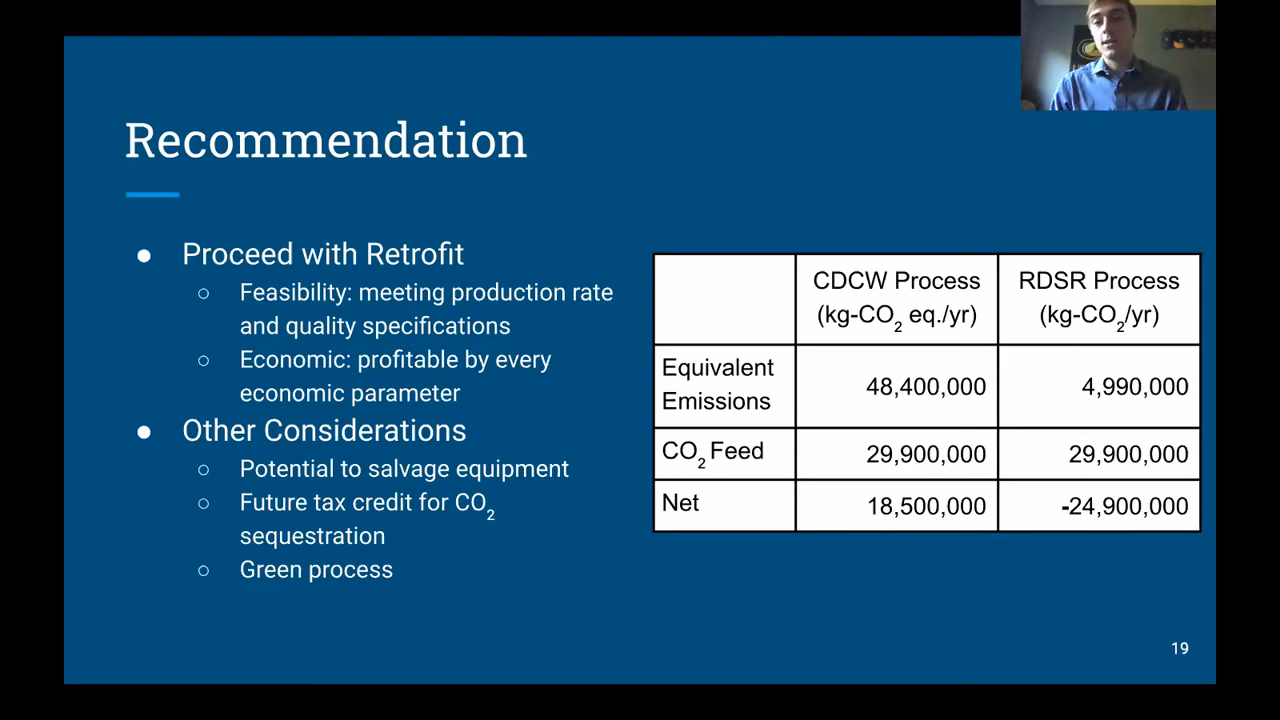 Recommendation
● Proceed with Retrofit
○ Feasibility: meeting production rate
and quality specifications
○ Economic: profitable by every
economic parameter
● Other Considerations
○ Potential to salvage equipment
○ Future tax credit for CO2
sequestration
○ Green process
CDCW Process
(kg-CO2 eq./yr)
RDSR Process
(kg-CO2/yr)
Equivalent
Emissions
48,400,000
4,990,000
CO2 Feed
29,900,000
29,900,000
Net
18,500,000
-24,900,000
19